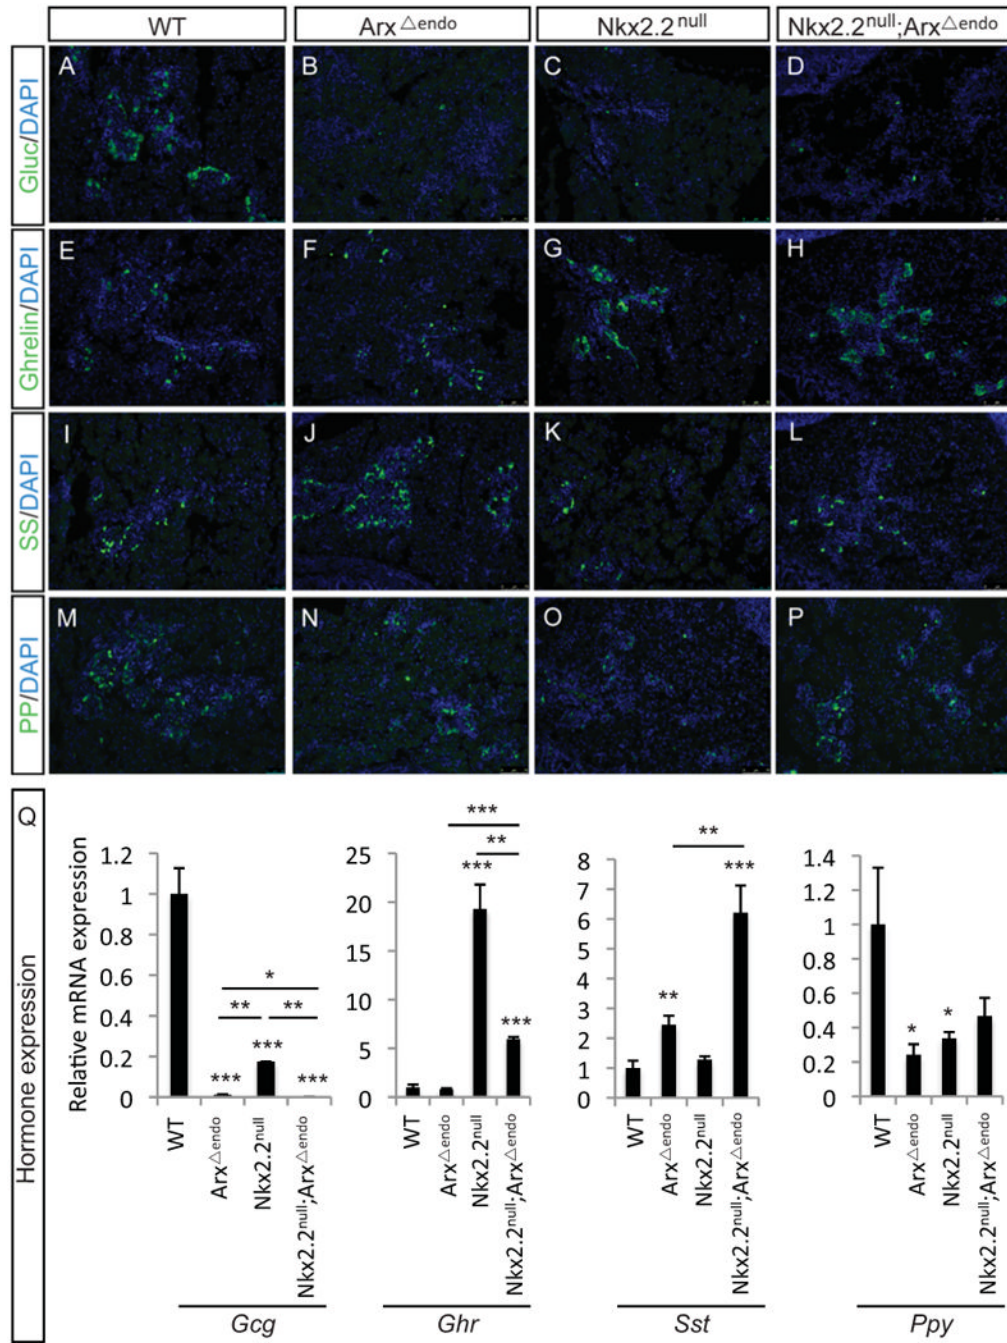 WT
Arx△endo
Nkx2.2null
Nkx2.2null;Arx△endo
Gluc/DAPI
A
B
C
D
Ghrelin/DAPI
E
F
G
H
SS/DAPI
I
J
K
L
PP/DAPI
M
N
O
P
Q
Hormone expression
Relative mRNA expression
1.2
1
0.8
0.6
0.4
0.2
0
***
**
***
**
*
***
WT
Arx△endo
Nkx2.2null
Nkx2.2null;Arx△endo
Gcg
25
20
15
10
5
0
***
**
***
***
WT
Arx△endo
Nkx2.2null
Nkx2.2null;Arx△endo
Ghr
8
7
6
5
4
3
2
1
0
**
**
***
WT
Arx△endo
Nkx2.2null
Nkx2.2null;Arx△endo
Sst
1.4
1.2
1
0.8
0.6
0.4
0.2
0
*
*
WT
Arx△endo
Nkx2.2null
Nkx2.2null;Arx△endo
Ppy